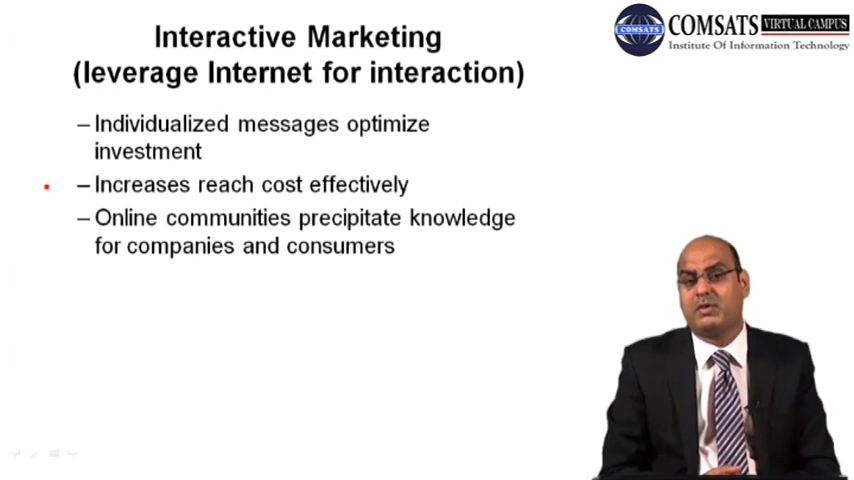 Interactive Marketing
(leverage Internet for interaction)
– Individualized messages optimize
investment
– Increases reach cost effectively
– Online communities precipitate knowledge
for companies and consumers
COMSATS
COMSATS VIRTUAL CAMPUS
Institute Of Information Technology